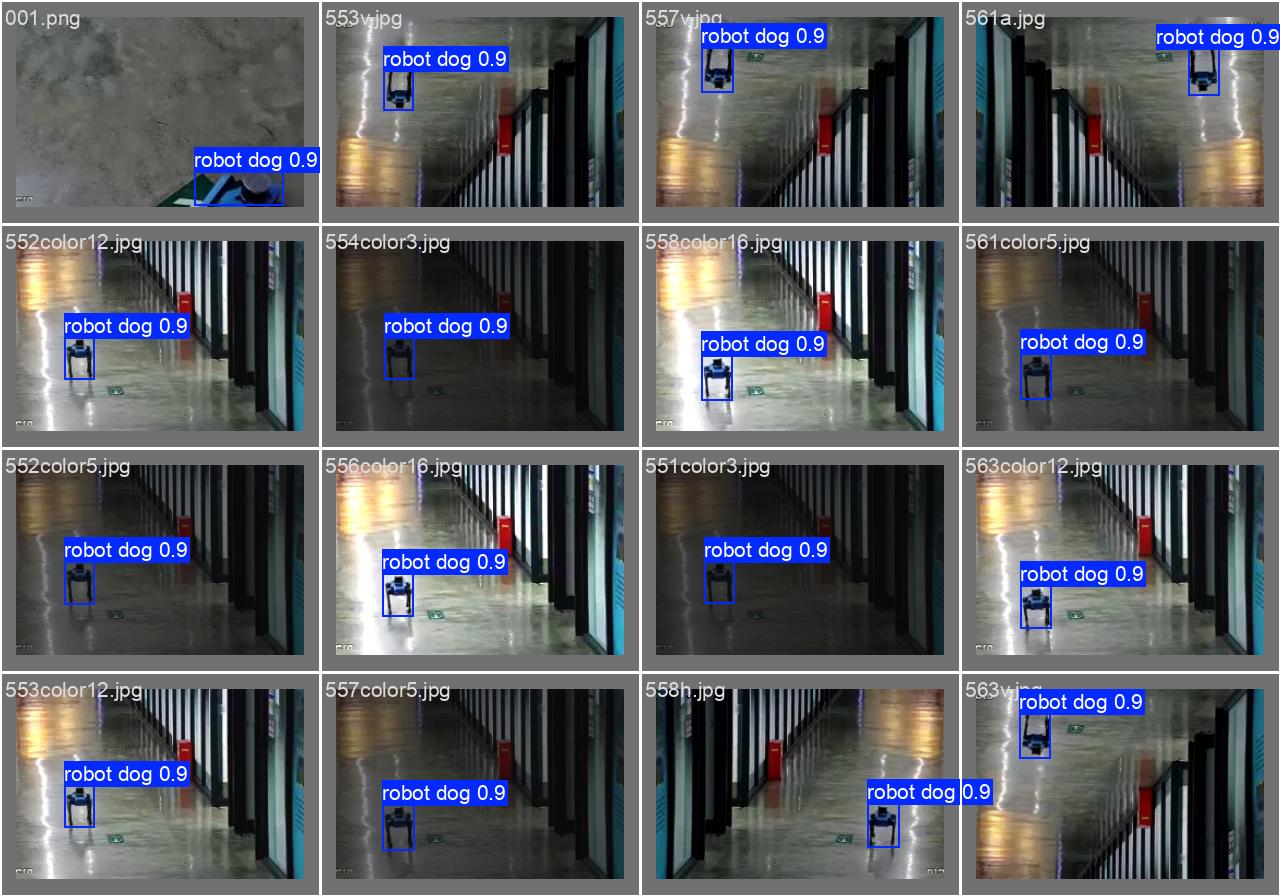 001.png
robot dog 0.9
553v.jpg
robot dog 0.9
557v.jpg
robot dog 0.9
561a.jpg
robot dog 0.9
552color12.jpg
robot dog 0.9
554color3.jpg
robot dog 0.9
558color16.jpg
robot dog 0.9
561color5.jpg
robot dog 0.9
552color5.jpg
robot dog 0.9
556color16.jpg
robot dog 0.9
551color3.jpg
robot dog 0.9
563color12.jpg
robot dog 0.9
553color12.jpg
robot dog 0.9
557color5.jpg
robot dog 0.9
558h.jpg
robot dog 0.9
563v.jpg
robot dog 0.9